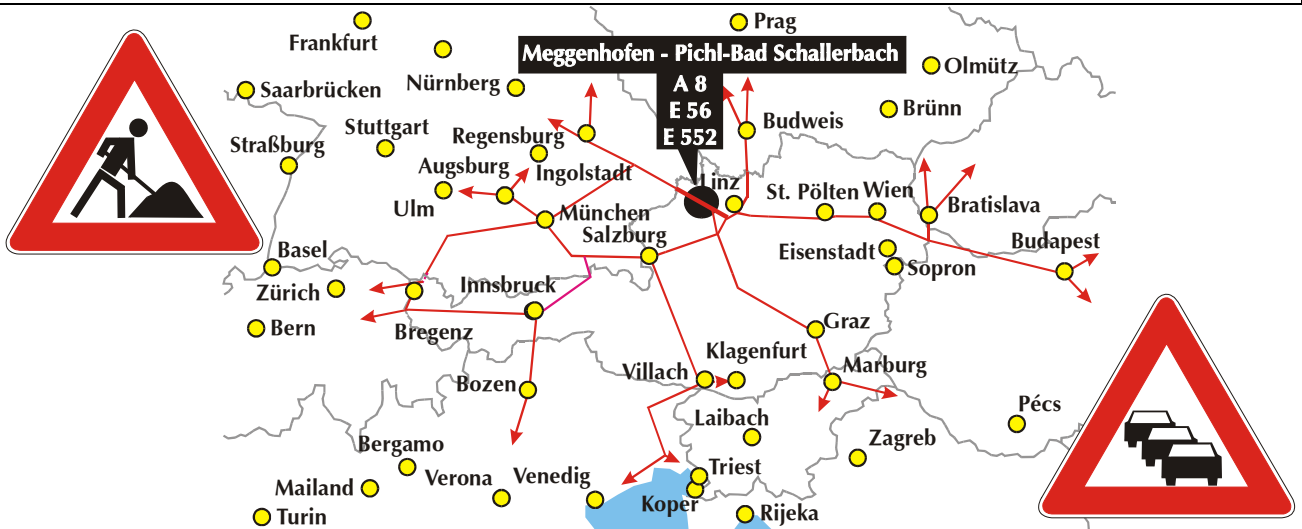 Prag
Frankfurt
Meggenhofen - Pichl-Bad Schallerbach
A 8
E 56
E 552
Olmütz
Nürnberg
Saarbrücken
Brünn
Budweis
Stuttgart
Regensburg
Straßburg
Augsburg
Ingolstadt
Linz
St. Pölten
Wien
Ulm
München
Bratislava
Salzburg
Budapest
Basel
Eisenstadt
Sopron
Zürich
Innsbruck
Bern
Bregenz
Graz
Klagenfurt
Villach
Marburg
Bozen
Pécs
Laibach
Bergamo
Zagreb
Verona
Venedig
Triest
Mailand
Koper
Turin
Rijeka